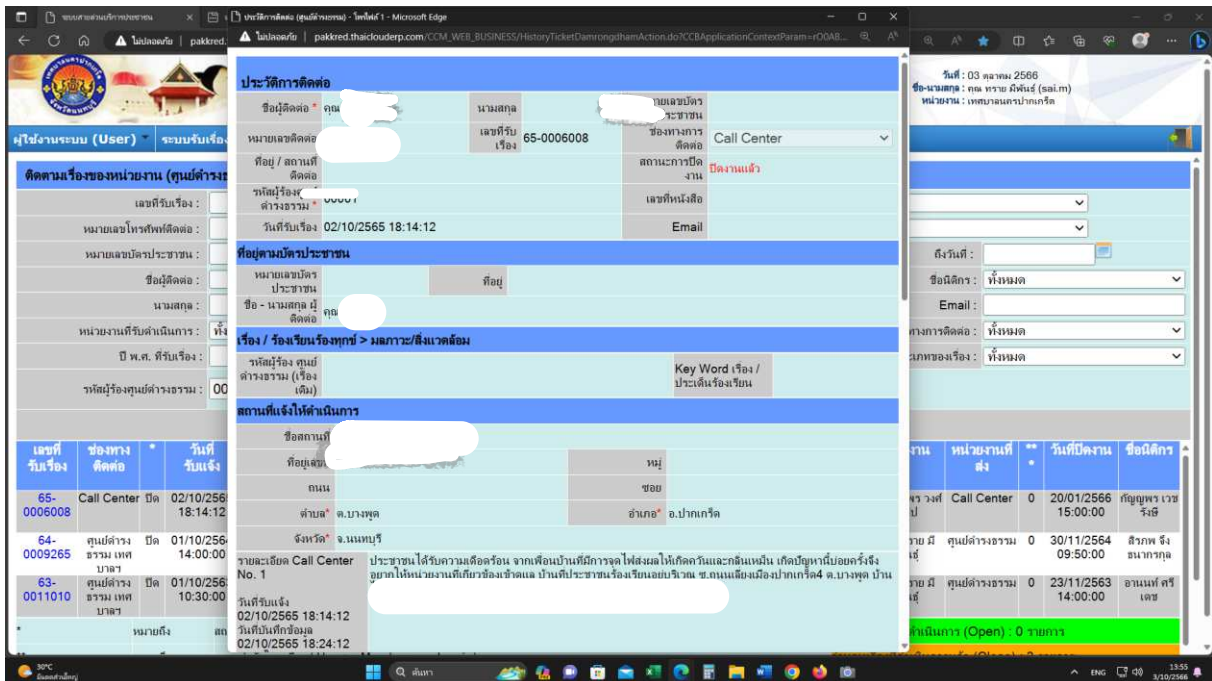 ประวัติการติดต่อ (ศูนย์ดำรงธรรม) - โพรไฟล์ 1 - Microsoft Edge
ไม่ปลอดภัย | pakkred.thaiclouderp.com/CCM_WEB_BUSINESS/HistoryTicketDamrongdhamAction.do?CCBApplicationContextParam=rO0AB...
ไม่ปลอดภัย | pakkred.
วันที่ : 03 ตุลาคม 2566
ชื่อ-นามสกุล : คุณ ทราย มีพันธุ์ (sai.m)
หน่วยงาน : เทศบาลนครปากเกร็ด
ผู้ใช้งานระบบ (User) ระบบรับเรื่อง
ติดตามเรื่องของหน่วยงาน (ศูนย์ดำรง
เลขที่รับเรื่อง :
หมายเลขโทรศัพท์ติดต่อ :
หมายเลขบัตรประชาชน :
ชื่อผู้ติดต่อ :
นามสกุล :
หน่วยงานที่รับดำเนินการ :
ปี พ.ศ. ที่รับเรื่อง :
รหัสผู้ร้องศูนย์ดำรงธรรม : 00
ประวัติการติดต่อ
ชื่อผู้ติดต่อ * คุณ นามสกุล
หมายเลขติดต่อ เลขที่รับเรื่อง 65-0006008 ช่องทางการติดต่อ Call Center
ที่อยู่ / สถานที่ติดต่อ สถานะการปิดงาน ปิดงานแล้ว
เลขที่หนังสือ
วันที่รับเรื่อง 02/10/2565 18:14:12 Email
ที่อยู่ตามบัตรประชาชน
หมายเลขบัตรประชาชน ที่อยู่
ชื่อ - นามสกุล ผู้ติดต่อ คุณ
เรื่อง / ร้องเรียนร้องทุกข์ > มลภาวะ/สิ่งแวดล้อม
รหัสผู้ร้อง ศูนย์ดำรงธรรม (เรื่องเดิม) Key Word เรื่อง / ประเด็นร้องเรียน
สถานที่แจ้งให้ดำเนินการ
ชื่อสถานที่
หมู่
ถนน ซอย
ตำบล* ต.บางพูด อำเภอ* อ.ปากเกร็ด
จังหวัด* จ.นนทบุรี
รายละเอียด Call Center No. 1
ประชาชนได้รับความเดือดร้อน จากเพื่อนบ้านที่มีการจุดไฟส่งผลให้เกิดควันและกลิ่นเหม็น เกิดปัญหานี้บ่อยครั้งจึง
อยากให้หน่วยงานที่เกี่ยวข้องเข้าดูแล บ้านที่ประชาชนร้องเรียนอยู่บริเวณ ซ.ถนนเลี่ยงเมืองปากเกร็ด4 ต.บางพูด บ้าน
วันที่รับแจ้ง
02/10/2565 18:14:12
วันที่บันทึกข้อมูล
02/10/2565 18:24:12
ถึงวันที่ :
ชื่อนิติกร : ทั้งหมด
Email :
ทั้งหมด
ทั้งหมด
เลขที่รับเรื่อง ช่องทางติดต่อ * วันที่รับแจ้ง
65-0006008 Call Center ปิด 18:14:12
64-0009265 ศูนย์ดำรงธรรม เทศบาลฯ ปิด 14:00:00
63-0011010 ศูนย์ดำรงธรรม เทศบาลฯ ปิด 10:30:00
หน่วยงานที่ส่ง *** วันที่ปิดงาน ชื่อนิติกร
Call Center 0 20/01/2566 15:00:00 กัญญพร เวชรังษี
ศูนย์ดำรงธรรม 0 30/11/2564 09:50:00 สิรภพ จึงธนากรกุล
ศูนย์ดำรงธรรม 0 23/11/2563 14:00:00 อานนท์ ศรีเดช
* หมายถึง
ดำเนินการ (Open) : 0 รายการ
30°C
ค้นหา
ENG
13:55
3/10/2566